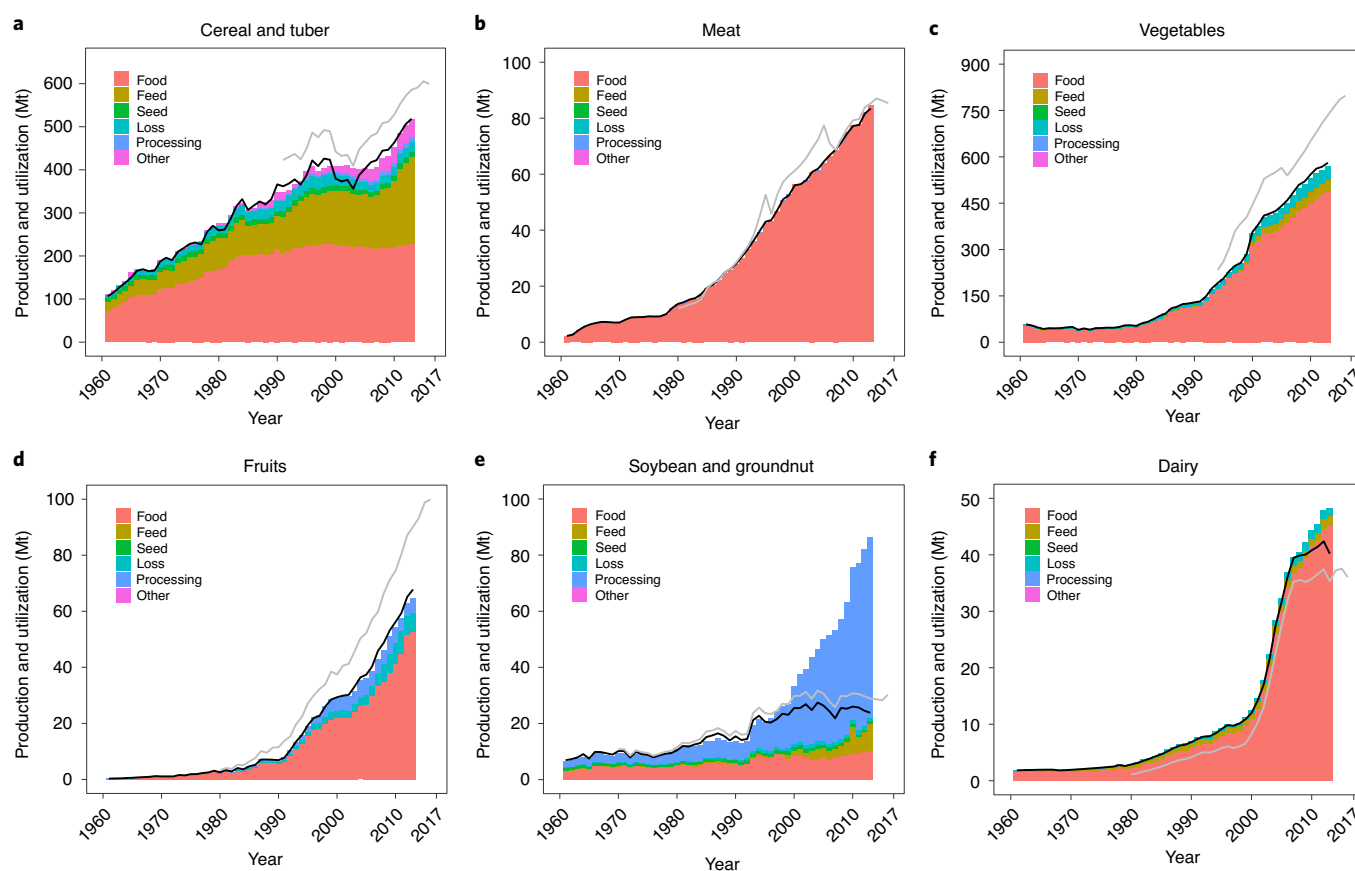 a
Cereal and tuber
Production and utilization (Mt)
600
500
400
300
200
100
0
Food
Feed
Seed
Loss
Processing
Other
1960
1970
1980
1990
2000
2010
2017
Year
b
Meat
Production and utilization (Mt)
100
80
60
40
20
0
Food
Feed
Seed
Loss
Processing
Other
1960
1970
1980
1990
2000
2010
2017
Year
c
Vegetables
Production and utilization (Mt)
900
750
600
450
300
150
0
Food
Feed
Seed
Loss
Processing
Other
1960
1970
1980
1990
2000
2010
2017
Year
d
Fruits
Production and utilization (Mt)
100
80
60
40
20
0
Food
Feed
Seed
Loss
Processing
Other
1960
1970
1980
1990
2000
2010
2017
Year
e
Soybean and groundnut
Production and utilization (Mt)
100
80
60
40
20
0
Food
Feed
Seed
Loss
Processing
Other
1960
1970
1980
1990
2000
2010
2017
Year
f
Dairy
Production and utilization (Mt)
50
40
30
20
10
0
Food
Feed
Seed
Loss
Processing
Other
1960
1970
1980
1990
2000
2010
2017
Year